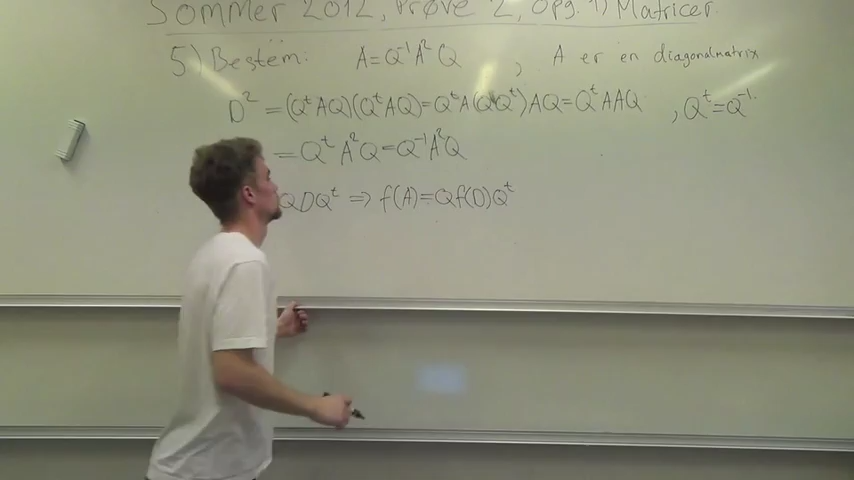 Sommer 2012, Prøve 2, Opg. 1) Matricer
5) Bestem: A=Q⁻¹A²Q , A er en diagonalmatrix
D² = (QᵗAQ)(QᵗAQ)=QᵗA(QQᵗ)AQ=QᵗAAQ , Qᵗ=Q⁻¹.
= QᵗA²Q=Q⁻¹A²Q
QDQᵗ ⇒ f(A)=Qf(D)Qᵗ